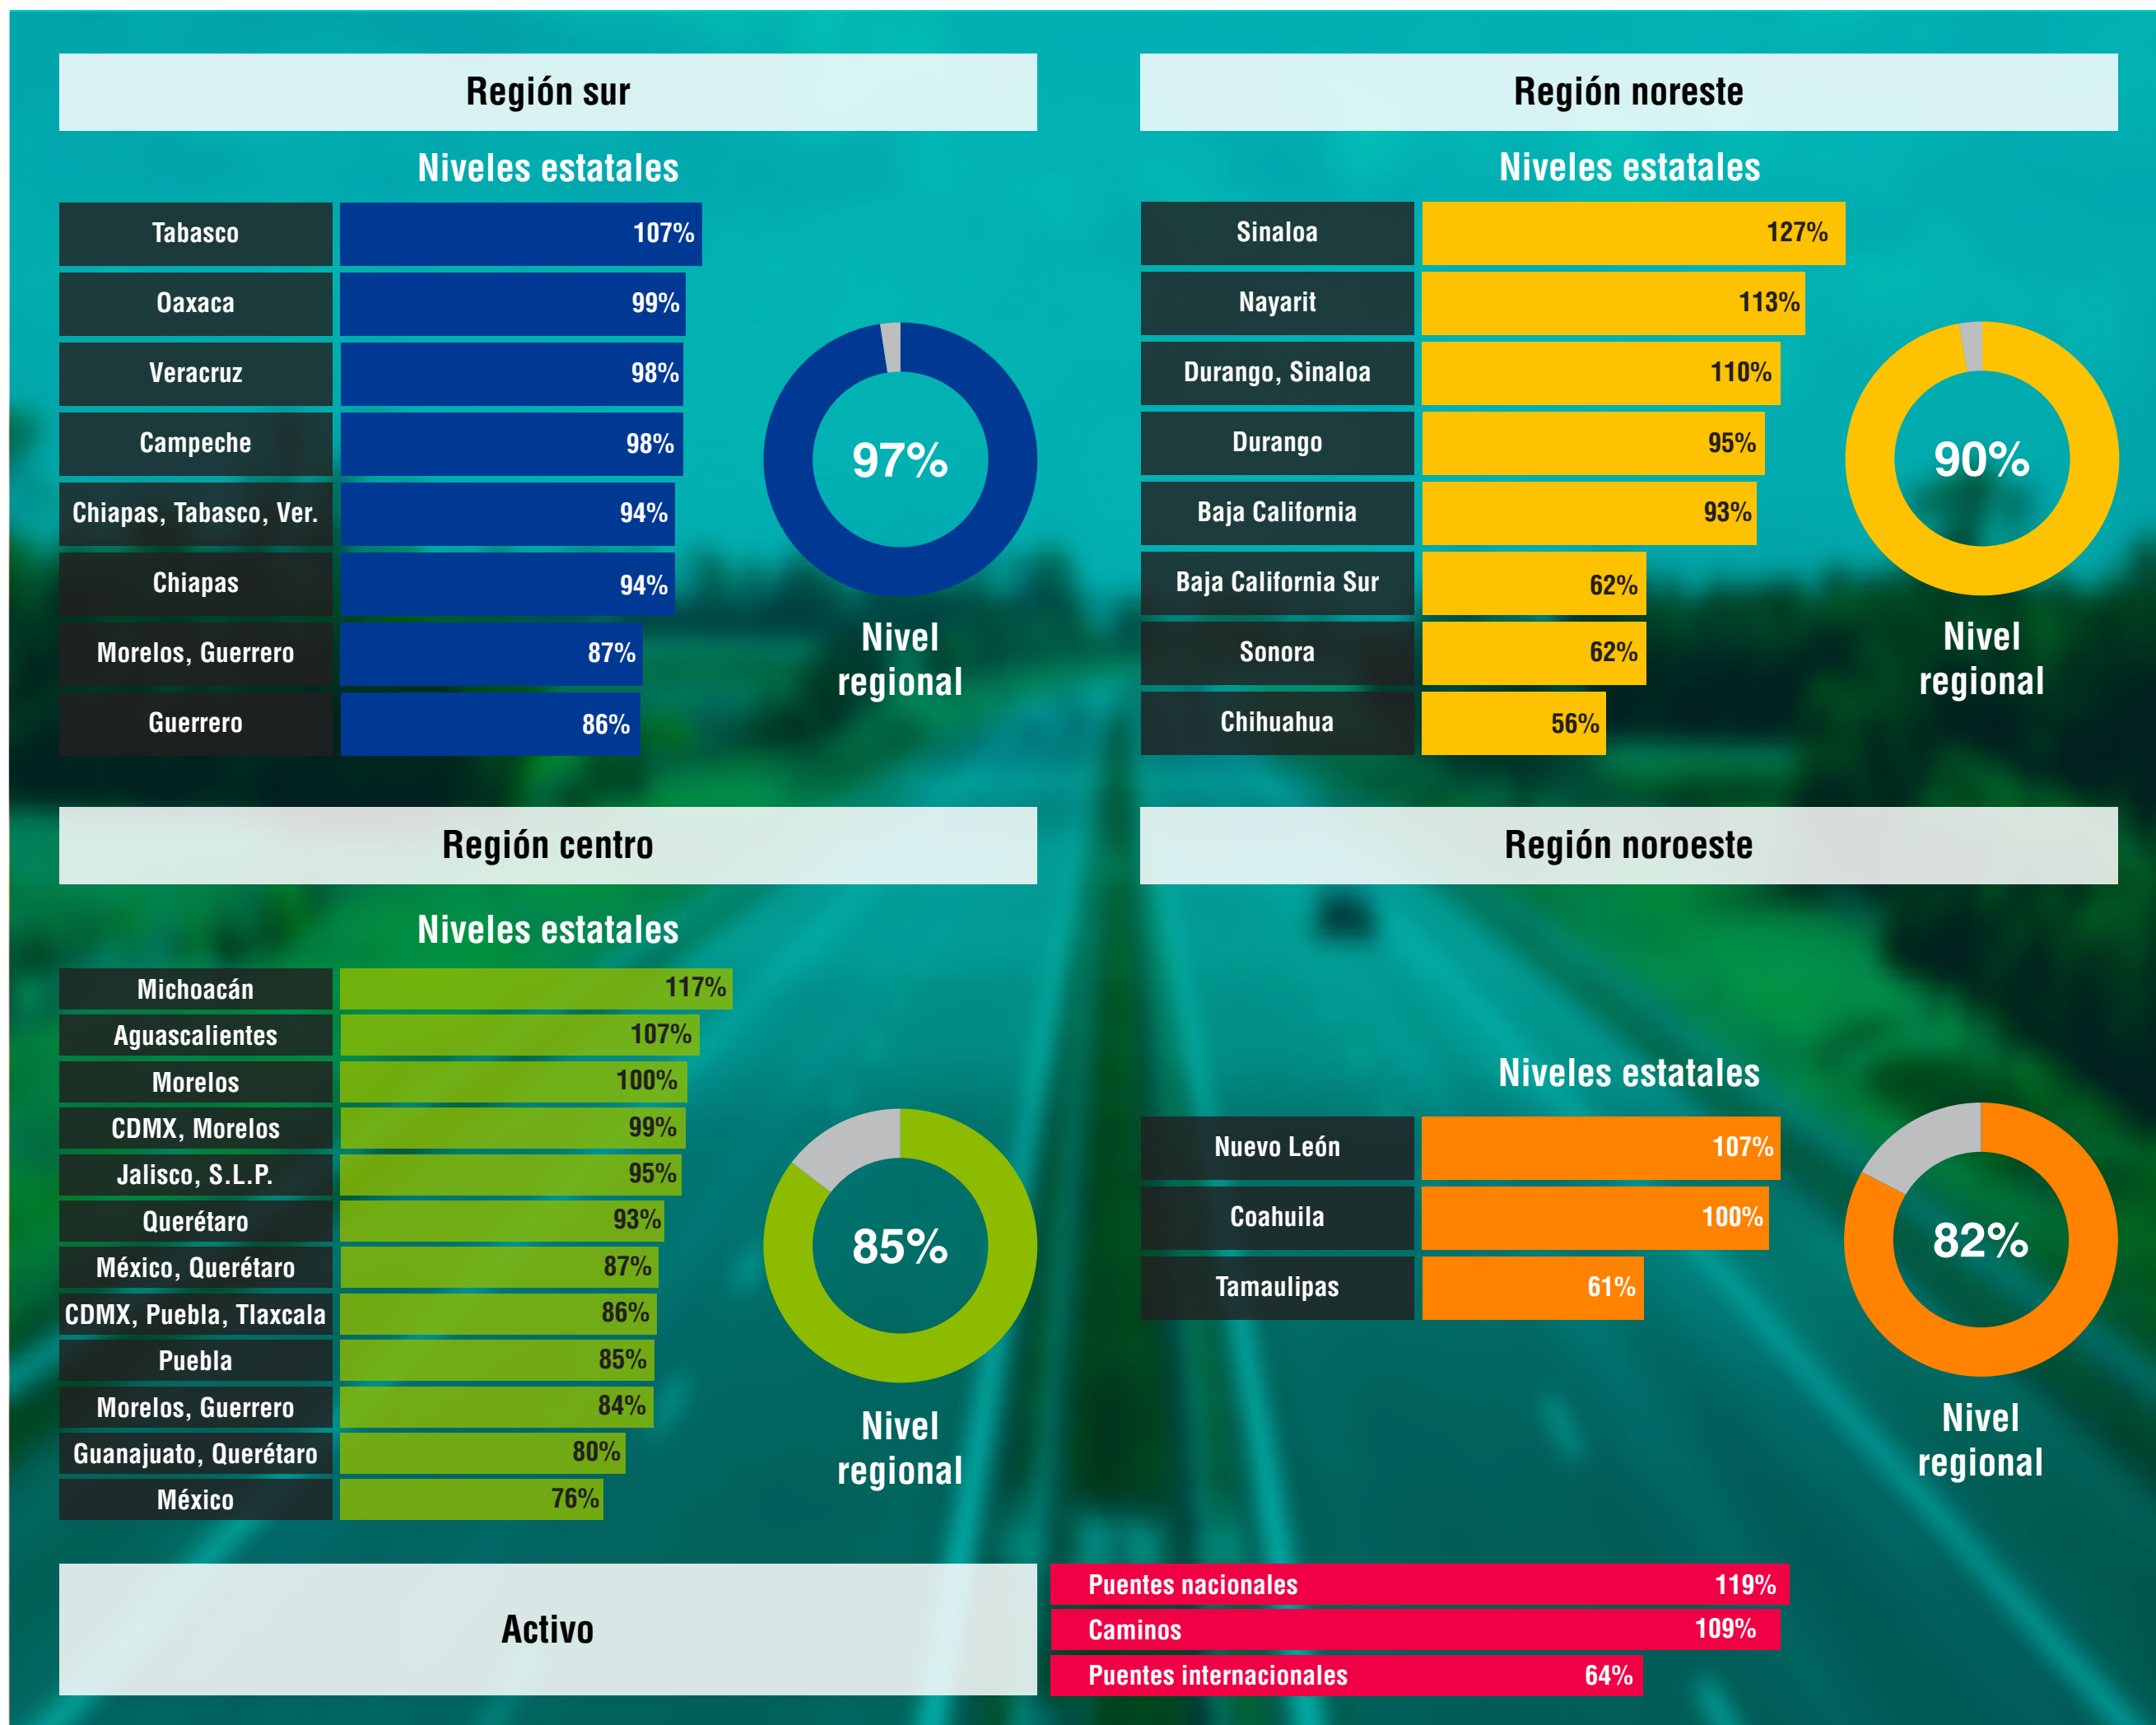 Región sur
Niveles estatales
Tabasco 107%
Oaxaca 99%
Veracruz 98%
Campeche 98%
Chiapas, Tabasco, Ver. 94%
Chiapas 94%
Morelos, Guerrero 87%
Guerrero 86%
97%
Nivel
regional
Región noreste
Niveles estatales
Sinaloa 127%
Nayarit 113%
Durango, Sinaloa 110%
Durango 95%
Baja California 93%
Baja California Sur 62%
Sonora 62%
Chihuahua 56%
90%
Nivel
regional
Región centro
Niveles estatales
Michoacán 117%
Aguascalientes 107%
Morelos 100%
CDMX, Morelos 99%
Jalisco, S.L.P. 95%
Querétaro 93%
México, Querétaro 87%
CDMX, Puebla, Tlaxcala 86%
Puebla 85%
Morelos, Guerrero 84%
Guanajuato, Querétaro 80%
México 76%
85%
Nivel
regional
Región noroeste
Niveles estatales
Nuevo León 107%
Coahuila 100%
Tamaulipas 61%
82%
Nivel
regional
Activo
Puentes nacionales 119%
Caminos 109%
Puentes internacionales 64%